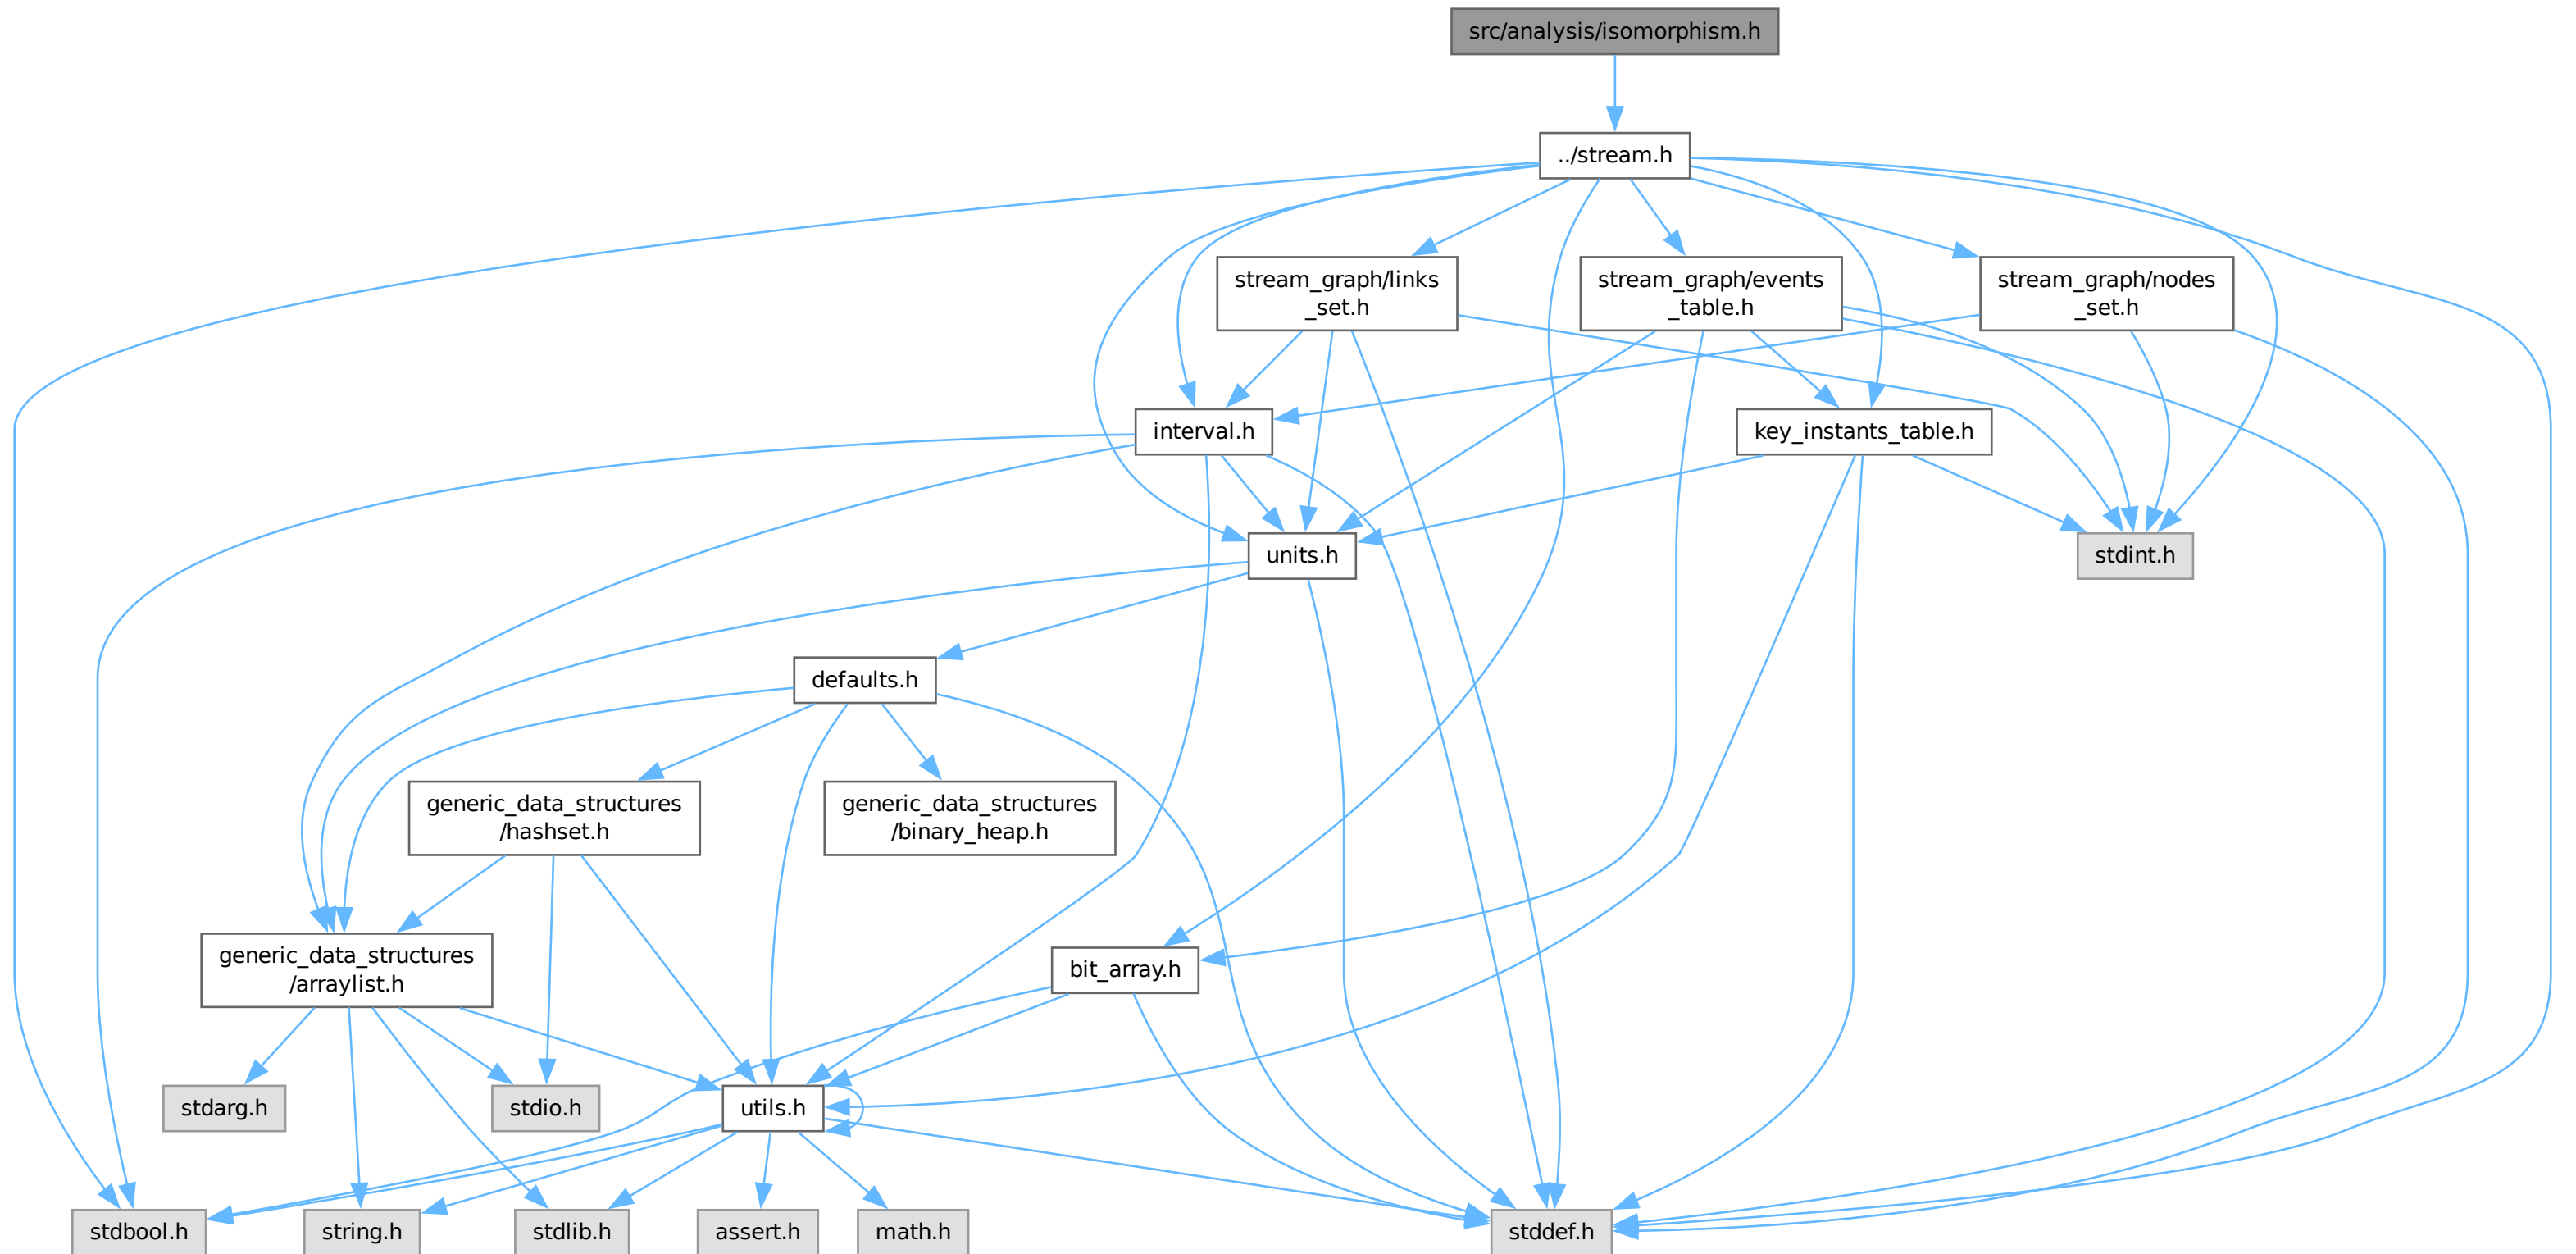 src/analysis/isomorphism.h
../stream.h
stream_graph/links
_set.h
stream_graph/events
_table.h
stream_graph/nodes
_set.h
interval.h
key_instants_table.h
units.h
stdint.h
defaults.h
generic_data_structures
/hashset.h
generic_data_structures
/binary_heap.h
generic_data_structures
/arraylist.h
bit_array.h
stdarg.h
stdio.h
utils.h
stdbool.h
string.h
stdlib.h
assert.h
math.h
stddef.h